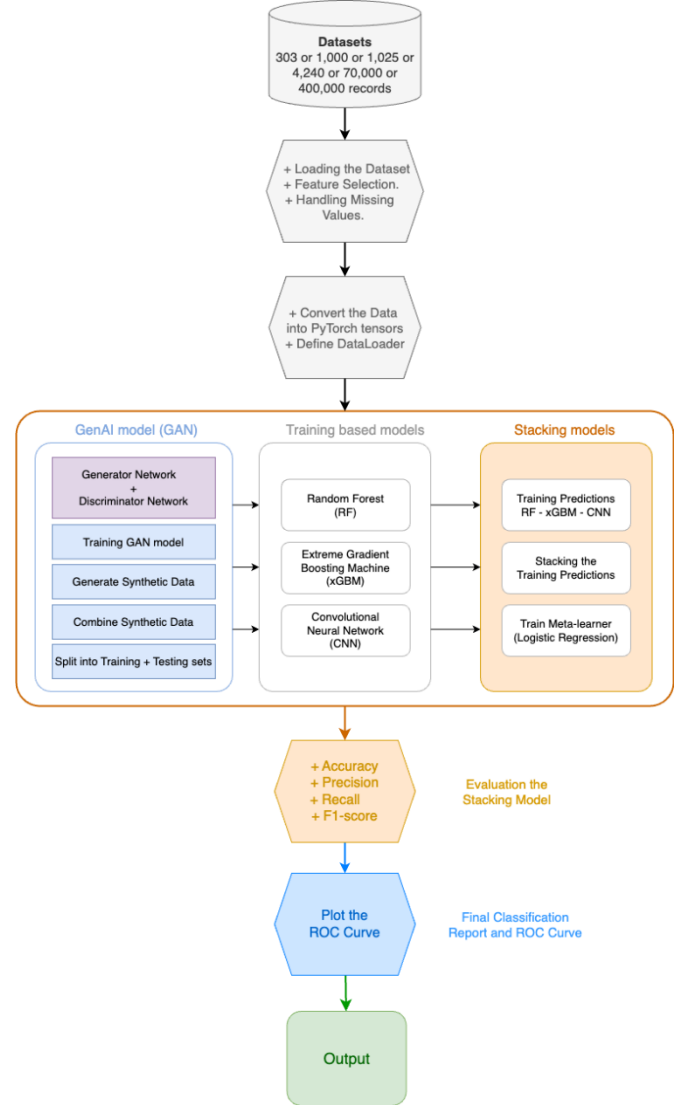 Datasets
303 or 1,000 or 1,025 or
4,240 or 70,000 or
400,000 records
+ Loading the Dataset
+ Feature Selection.
+ Handling Missing
Values.
+ Convert the Data
into PyTorch tensors
+ Define DataLoader
GenAI model (GAN)
Generator Network
+
Discriminator Network
Training GAN model
Generate Synthetic Data
Combine Synthetic Data
Split into Training + Testing sets
Training based models
Random Forest
(RF)
Extreme Gradient
Boosting Machine
(xGBM)
Convolutional
Neural Network
(CNN)
Stacking models
Training Predictions
RF - xGBM - CNN
Stacking the
Training Predictions
Train Meta-learner
(Logistic Regression)
+ Accuracy
+ Precision
+ Recall
+ F1-score
Evaluation the
Stacking Model
Plot the
ROC Curve
Final Classification
Report and ROC Curve
Output